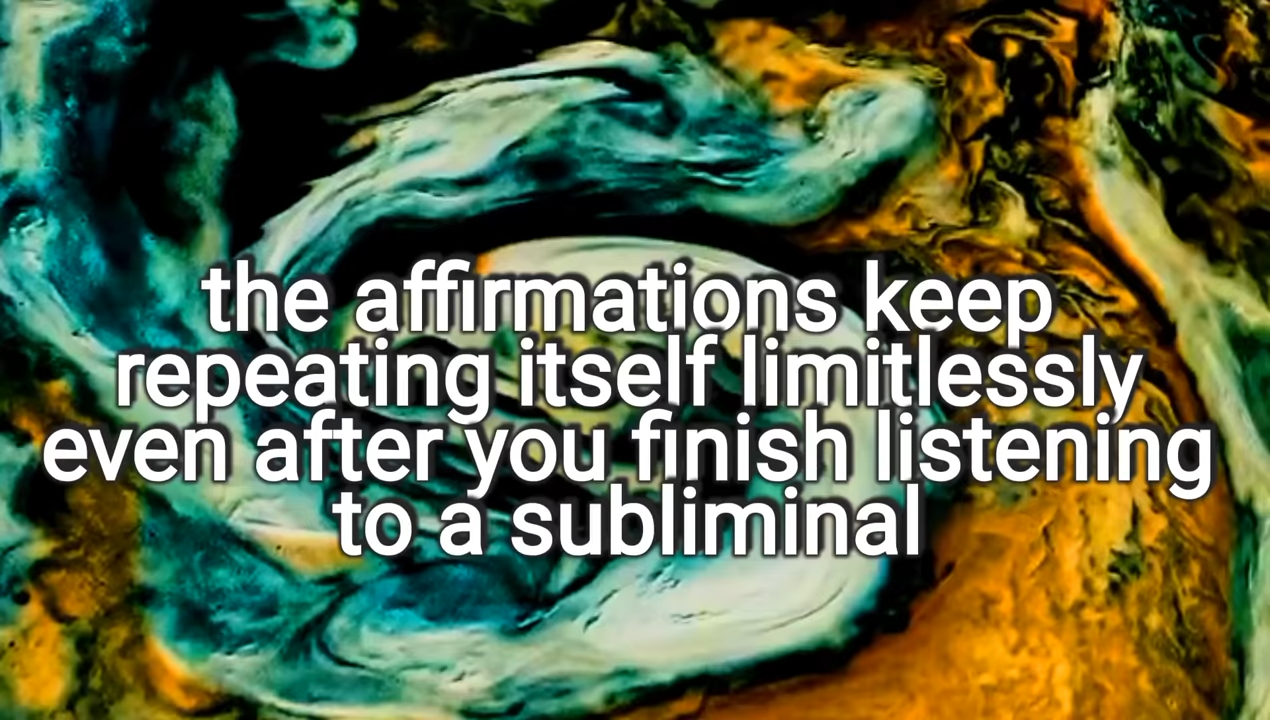 the affirmations keep
repeating itself limitlessly
even after you finish listening
to a subliminal